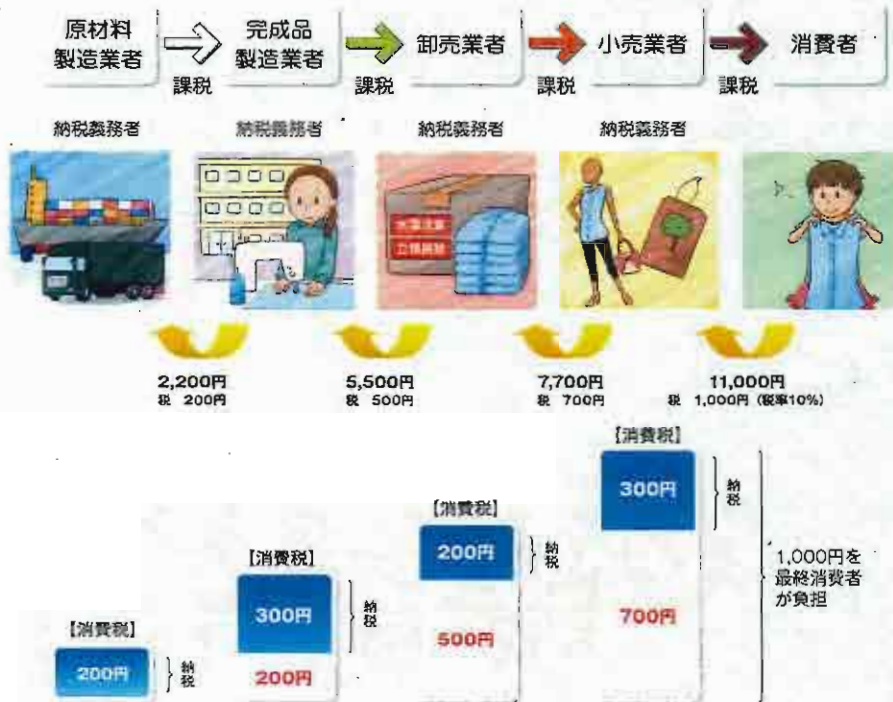 原材料
製造業者
完成品
製造業者
卸売業者
小売業者
消費者
課税
課税
課税
課税
納税義務者
納税義務者
納税義務者
納税義務者
2,200円
税 200円
5,500円
税 500円
7,700円
税 700円
11,000円
税 1,000円 (税率10%)
【消費税】
200円
納税
【消費税】
300円
納税
200円
【消費税】
200円
納税
500円
【消費税】
300円
納税
700円
1,000円を
最終消費者
が負担